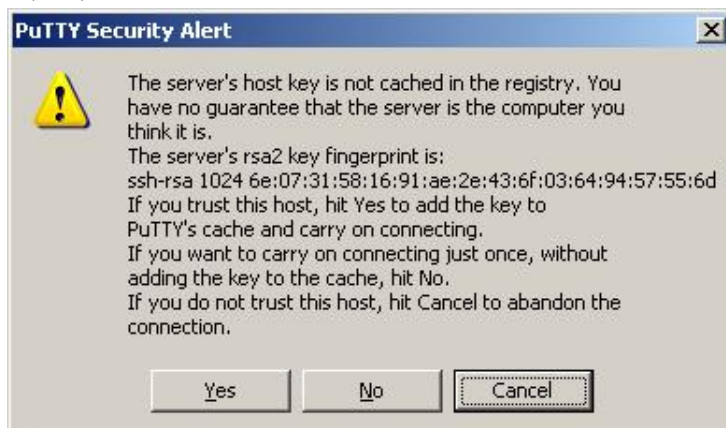 PuTTY Security Alert
The server's host key is not cached in the registry. You
have no guarantee that the server is the computer you
think it is.
The server's rsa2 key fingerprint is:
ssh-rsa 1024 6e:07:31:58:16:91:ae:2e:43:6f:03:64:94:57:55:6d
If you trust this host, hit Yes to add the key to
PuTTY's cache and carry on connecting.
If you want to carry on connecting just once, without
adding the key to the cache, hit No.
If you do not trust this host, hit Cancel to abandon the
connection.
Yes No Cancel